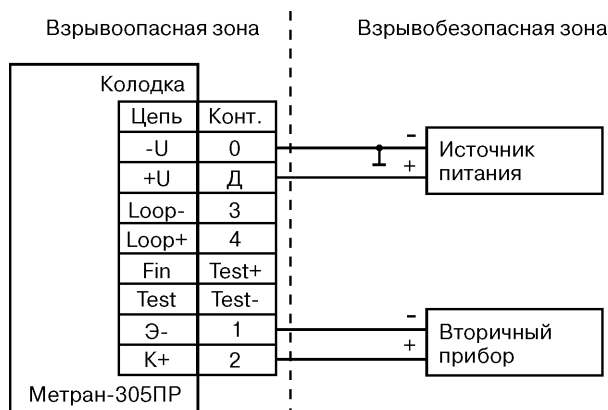 Взрывоопасная зона
Взрывобезопасная зона
Колодка
Цепь Конт.
-U 0
+U Д
Loop- 3
Loop+ 4
Fin Test+
Test Test-
Э- 1
К+ 2
Метран-305ПР
-
+
Источник
питания
-
+
Вторичный
прибор